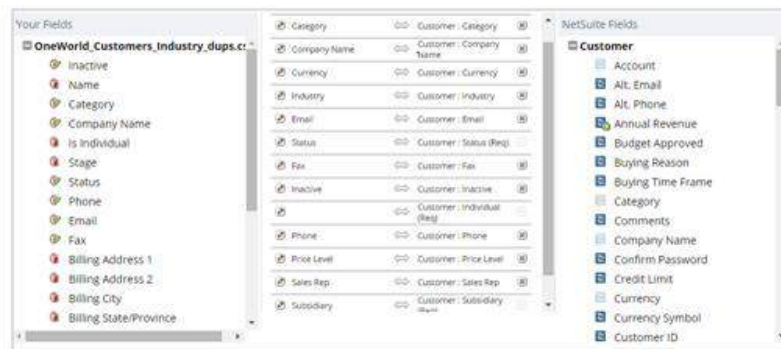 Your Fields
OneWorld_Customers_Industry_dups.cs
Inactive
Name
Category
Company Name
Is Individual
Stage
Status
Phone
Email
Fax
Billing Address 1
Billing Address 2
Billing City
Billing State/Province
Category Customer : Category
Company Name Customer : Company
Name
Currency Customer : Currency
Industry Customer : Industry
Email Customer : Email
Status Customer : Status (Req)
Fax Customer : Fax
Inactive Customer : Inactive
Customer : Individual
(Req)
Phone Customer : Phone
Price Level Customer : Price Level
Sales Rep Customer : Sales Rep
Subsidiary Customer : Subsidiary
NetSuite Fields
Customer
Account
Alt. Email
Alt. Phone
Annual Revenue
Budget Approved
Buying Reason
Buying Time Frame
Category
Comments
Company Name
Confirm Password
Credit Limit
Currency
Currency Symbol
Customer ID